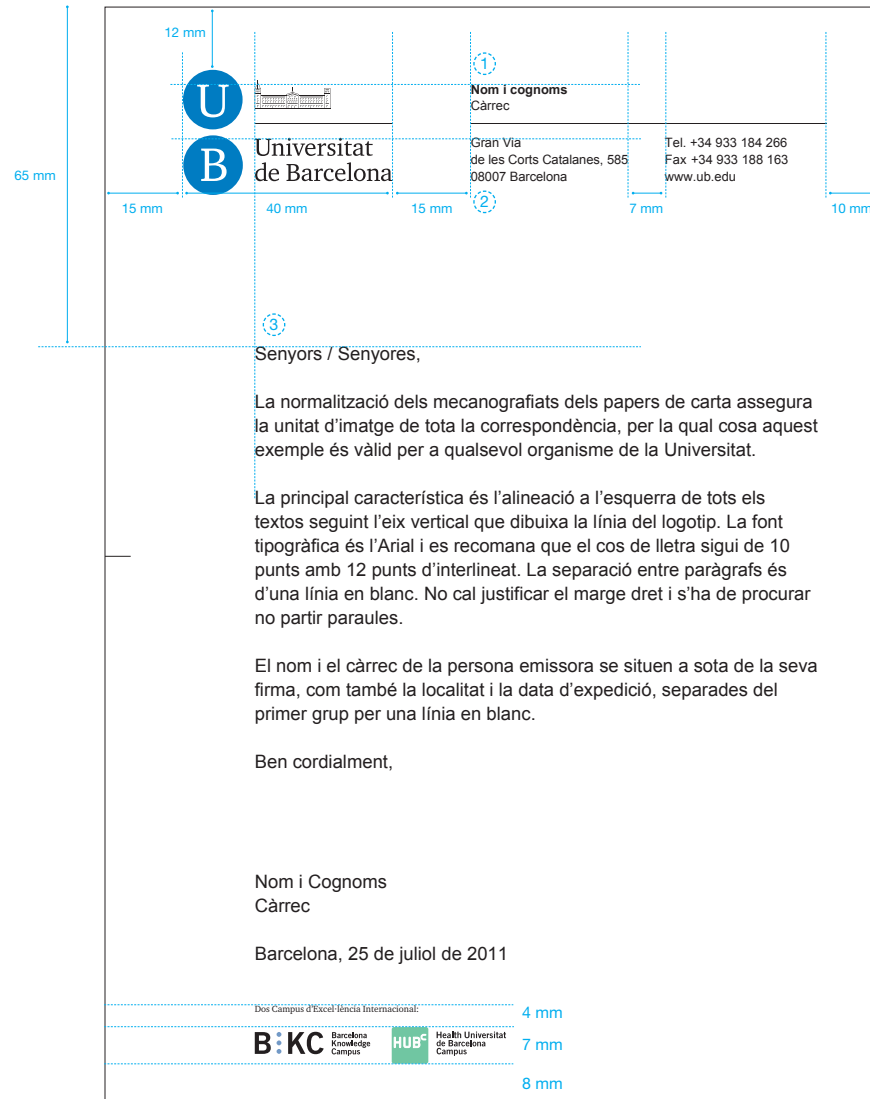 12 mm
1
U
Nom i cognoms
Càrrec
B
Universitat
de Barcelona
Gran Via
de les Corts Catalanes, 585
08007 Barcelona
Tel. +34 933 184 266
Fax +34 933 188 163
www.ub.edu
65 mm
15 mm
40 mm
15 mm
2
7 mm
10 mm
3
Senyors / Senyores,
La normalització dels mecanografiats dels papers de carta assegura
la unitat d’imatge de tota la correspondència, per la qual cosa aquest
exemple és vàlid per a qualsevol organisme de la Universitat.
La principal característica és l’alineació a l’esquerra de tots els
textos seguint l’eix vertical que dibuixa la línia del logotip. La font
tipogràfica és l’Arial i es recomana que el cos de lletra sigui de 10
punts amb 12 punts d’interlineat. La separació entre paràgrafs és
d’una línia en blanc. No cal justificar el marge dret i s’ha de procurar
no partir paraules.
El nom i el càrrec de la persona emissora se situen a sota de la seva
firma, com també la localitat i la data d’expedició, separades del
primer grup per una línia en blanc.
Ben cordialment,
Nom i Cognoms
Càrrec
Barcelona, 25 de juliol de 2011
Dos Campus d'Excel·lència Internacional:
4 mm
B:KC
Barcelona
Knowledge
Campus
HUBc
Health Universitat
de Barcelona
Campus
7 mm
8 mm